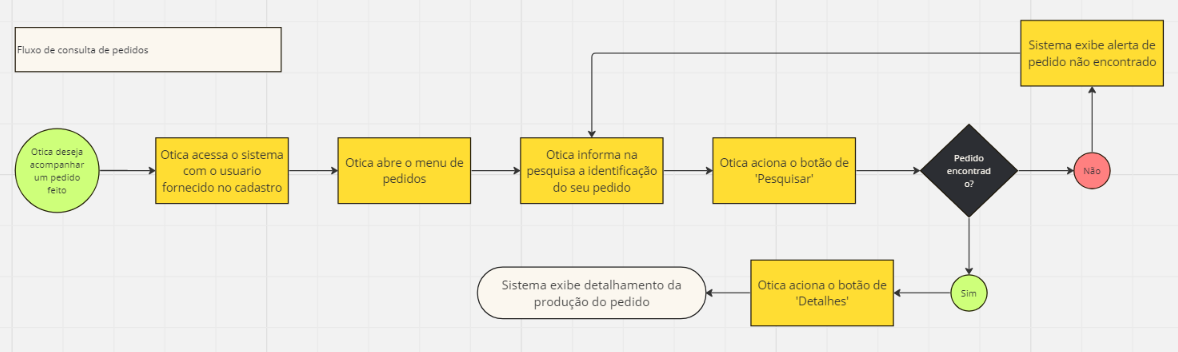 Fluxo de consulta de pedidos
Otica deseja
acompanhar
um pedido
feito
Otica acessa o sistema
com o usuario
fornecido no cadastro
Otica abre o menu de
pedidos
Otica informa na
pesquisa a identificação
do seu pedido
Otica aciona o botão de
'Pesquisar'
Pedido
encontrad
o?
Não
Sistema exibe alerta de
pedido não encontrado
Sim
Otica aciona o botão de
'Detalhes'
Sistema exibe detalhamento da
produção do pedido